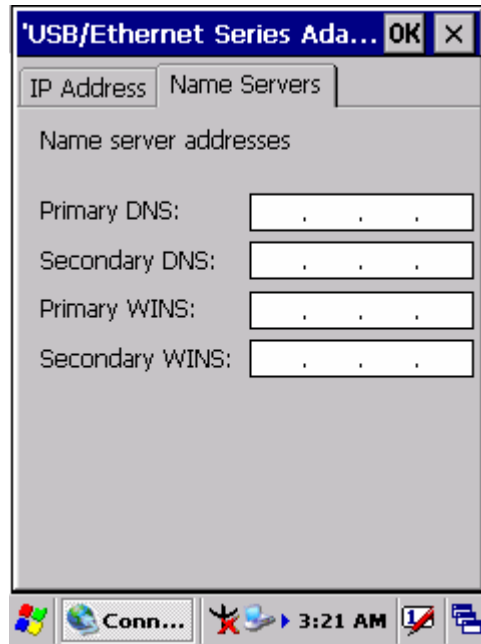 'USB/Ethernet Series Ada... OK ×
IP Address Name Servers
Name server addresses
Primary DNS: . . .
Secondary DNS: . . .
Primary WINS: . . .
Secondary WINS: . . .
Conn... 3:21 AM 1